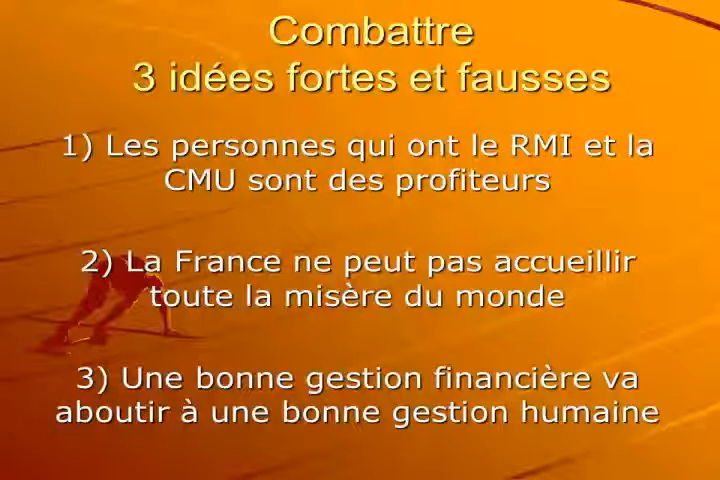 Combattre
3 idées fortes et fausses
1) Les personnes qui ont le RMI et la
CMU sont des profiteurs
2) La France ne peut pas accueillir
toute la misère du monde
3) Une bonne gestion financière va
aboutir à une bonne gestion humaine